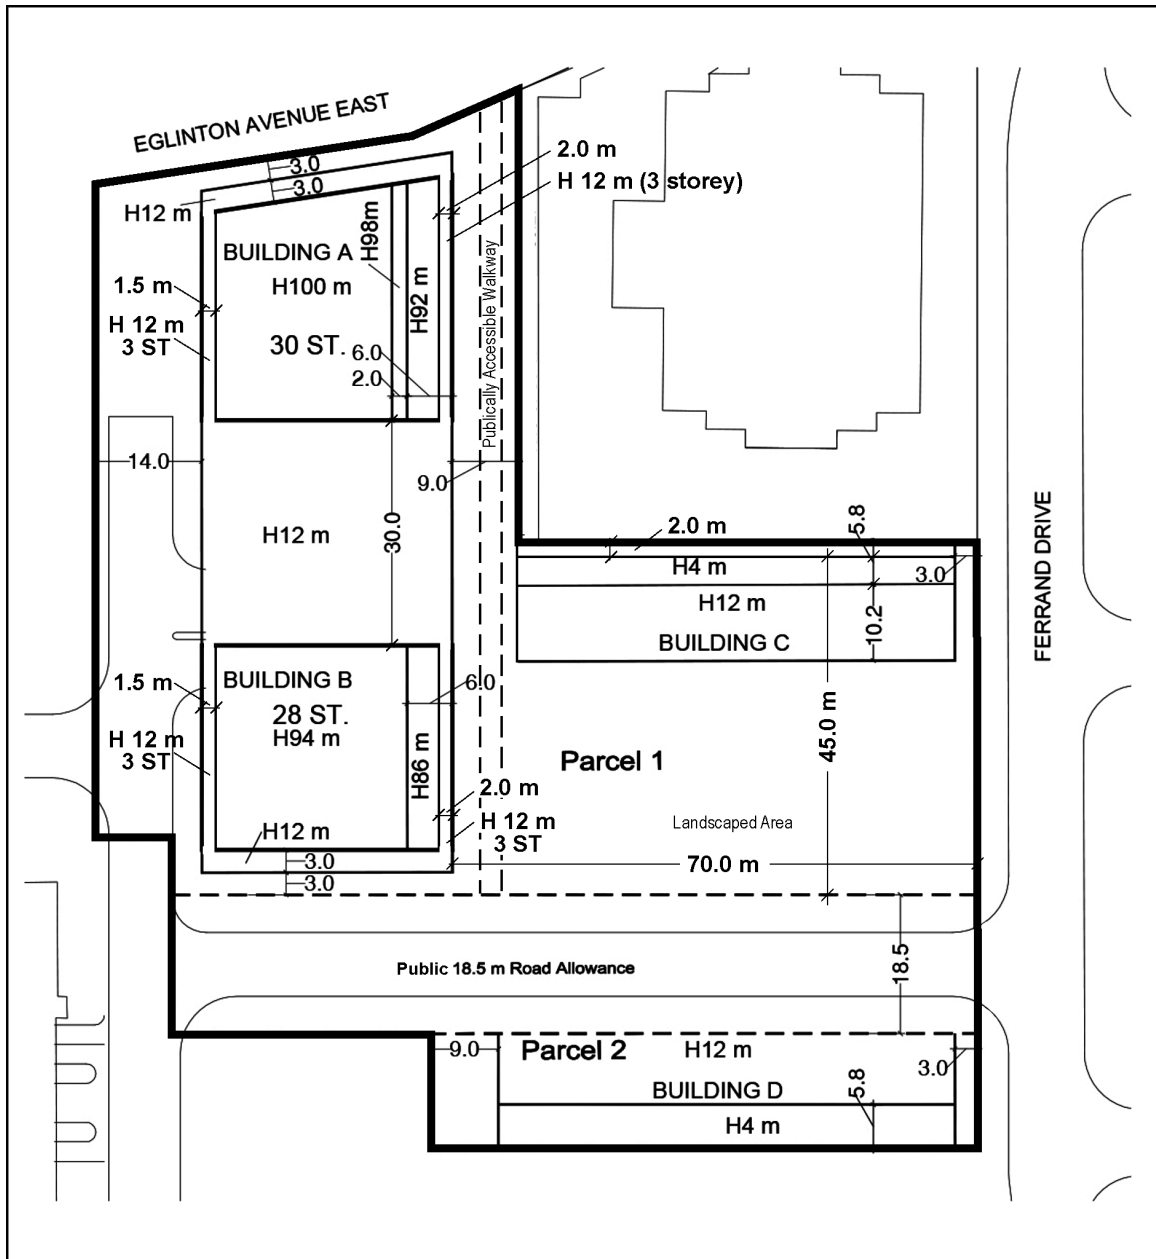 EGLINTON AVENUE EAST
3.0
3.0
2.0 m
H 12 m (3 storey)
H12 m
H98m
BUILDING A
H100 m
H92 m
1.5 m
H 12 m
3 ST
30 ST.
6.0
2.0
Publically Accessible Walkway
14.0
9.0
H12 m
30.0
2.0 m
5.8
H4 m
3.0
H12 m
10.2
BUILDING C
FERRAND DRIVE
1.5 m
BUILDING B
6.0
28 ST.
H94 m
H 12 m
3 ST
H86 m
45.0 m
Parcel 1
2.0 m
H 12 m
3 ST
Landscaped Area
H12 m
3.0
3.0
70.0 m
18.5
Public 18.5 m Road Allowance
9.0
Parcel 2
H12 m
3.0
BUILDING D
5.8
H4 m